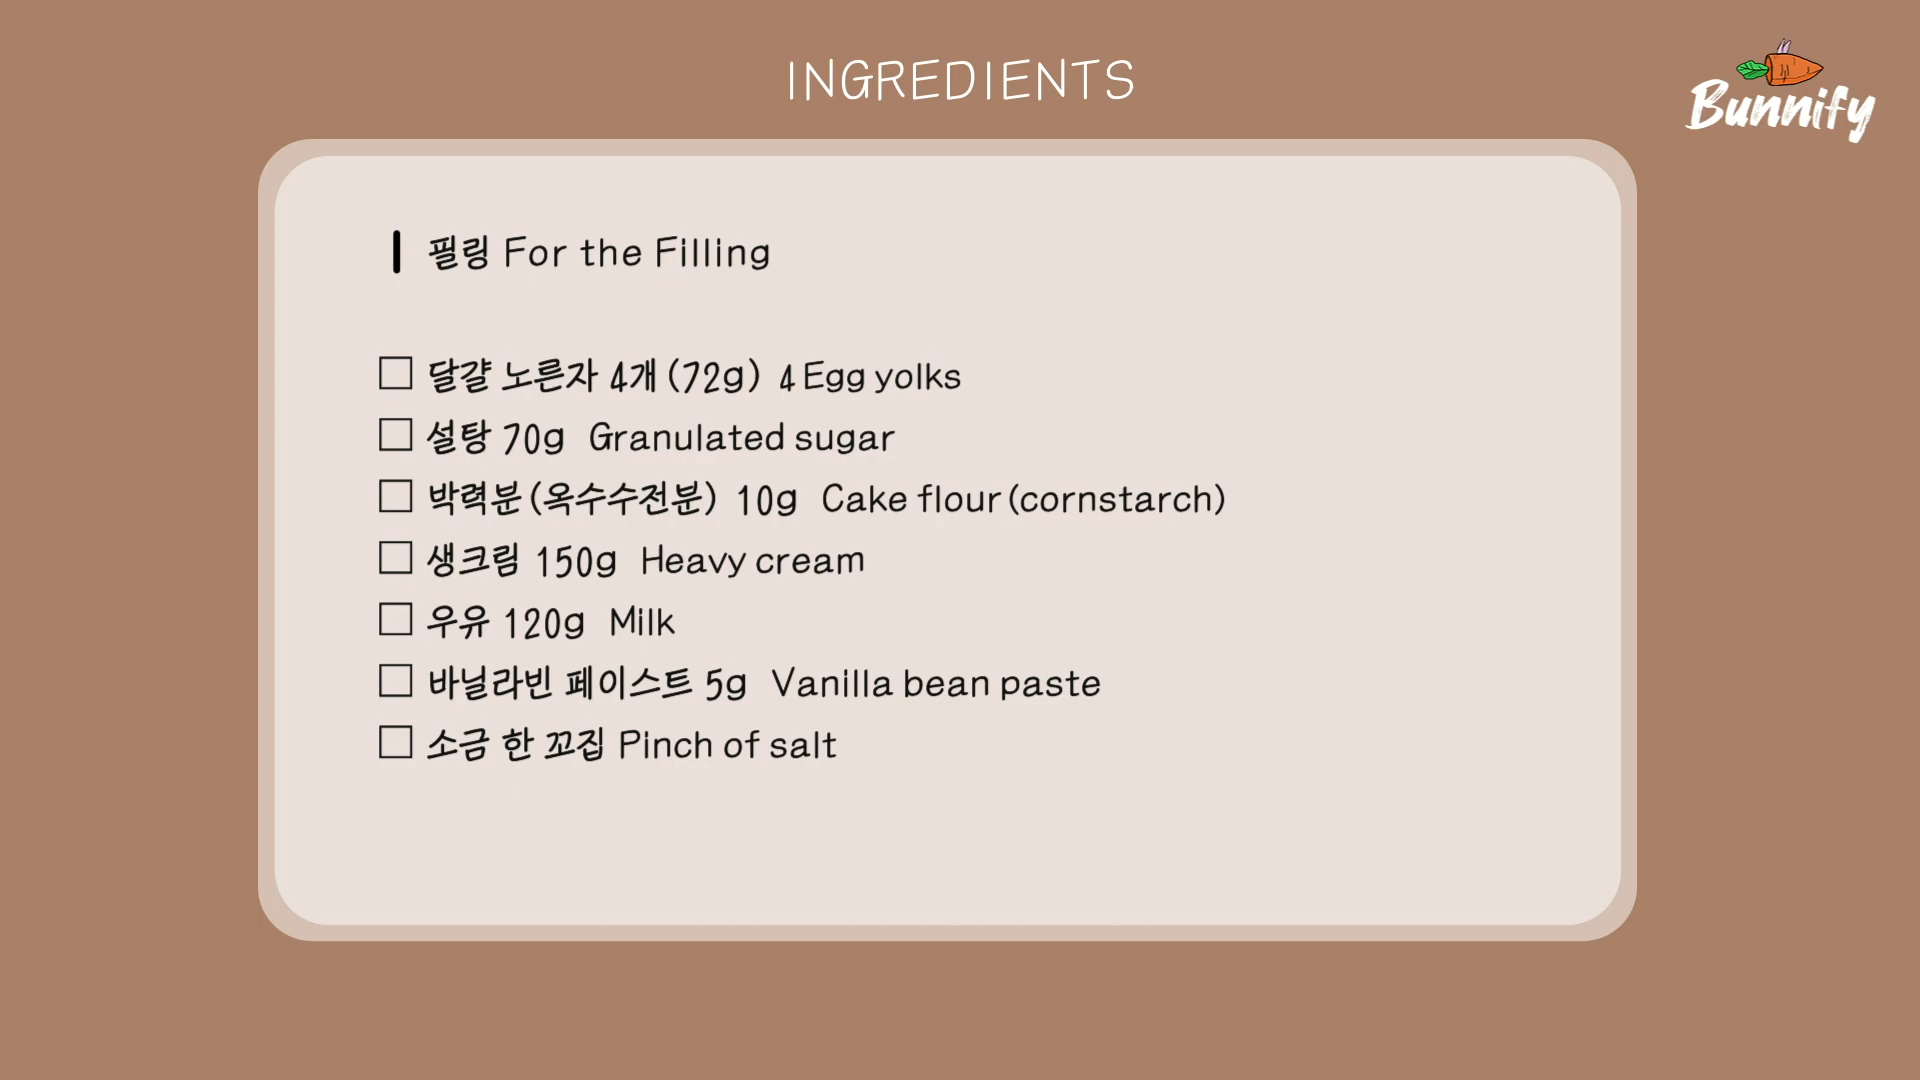 INGREDIENTS
Bunnify
필링 For the Filling
달걀 노른자 4개 (72g) 4 Egg yolks
설탕 70g Granulated sugar
박력분 (옥수수전분) 10g Cake flour (cornstarch)
생크림 150g Heavy cream
우유 120g Milk
바닐라빈 페이스트 5g Vanilla bean paste
소금 한 꼬집 Pinch of salt